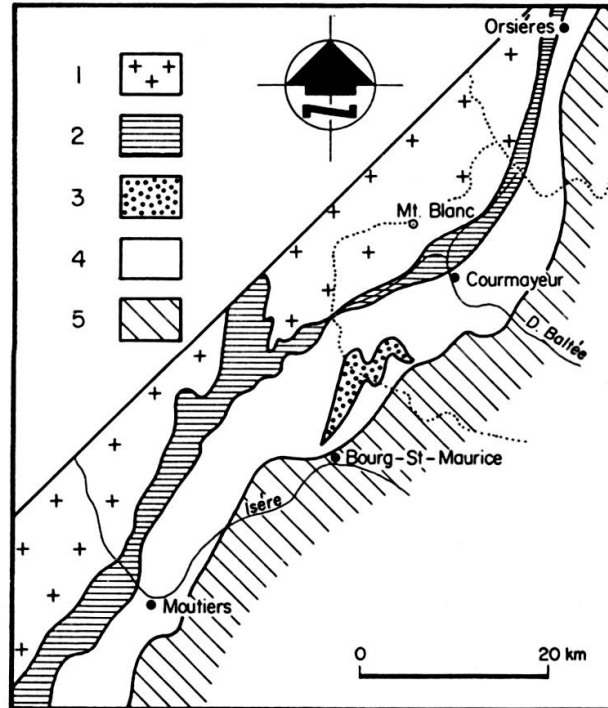 Orsières
1
2
3
4
5
N
Mt. Blanc
Courmayeur
D. Baltée
Bourg-St-Maurice
Isère
Moutiers
0 20 km